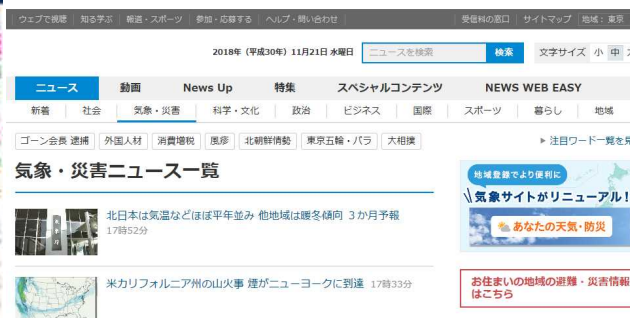 ウェブで視聴 知る学ぶ 報道・スポーツ 参加・応募する ヘルプ・問い合わせ 受信料の窓口 サイトマップ 地域：東京
2018年（平成30年）11月21日 水曜日 ニュースを検索 検索 文字サイズ 小 中
ニュース 動画 News Up 特集 スペシャルコンテンツ NEWS WEB EASY
新着 社会 気象・災害 科学・文化 政治 ビジネス 国際 スポーツ 暮らし 地域
ゴーン会長 逮捕 外国人材 消費増税 風疹 北朝鮮情勢 東京五輪・パラ 大相撲
注目ワード一覧を見
気象・災害ニュース一覧
地域登録でより便利に
気象サイトがリニューアル!
あなたの天気・防災
北日本は気温などほぼ平年並み 他地域は暖冬傾向 ３か月予報
17時52分
米カリフォルニア州の山火事 煙がニューヨークに到達 17時33分
お住まいの地域の避難・災害情報
はこちら